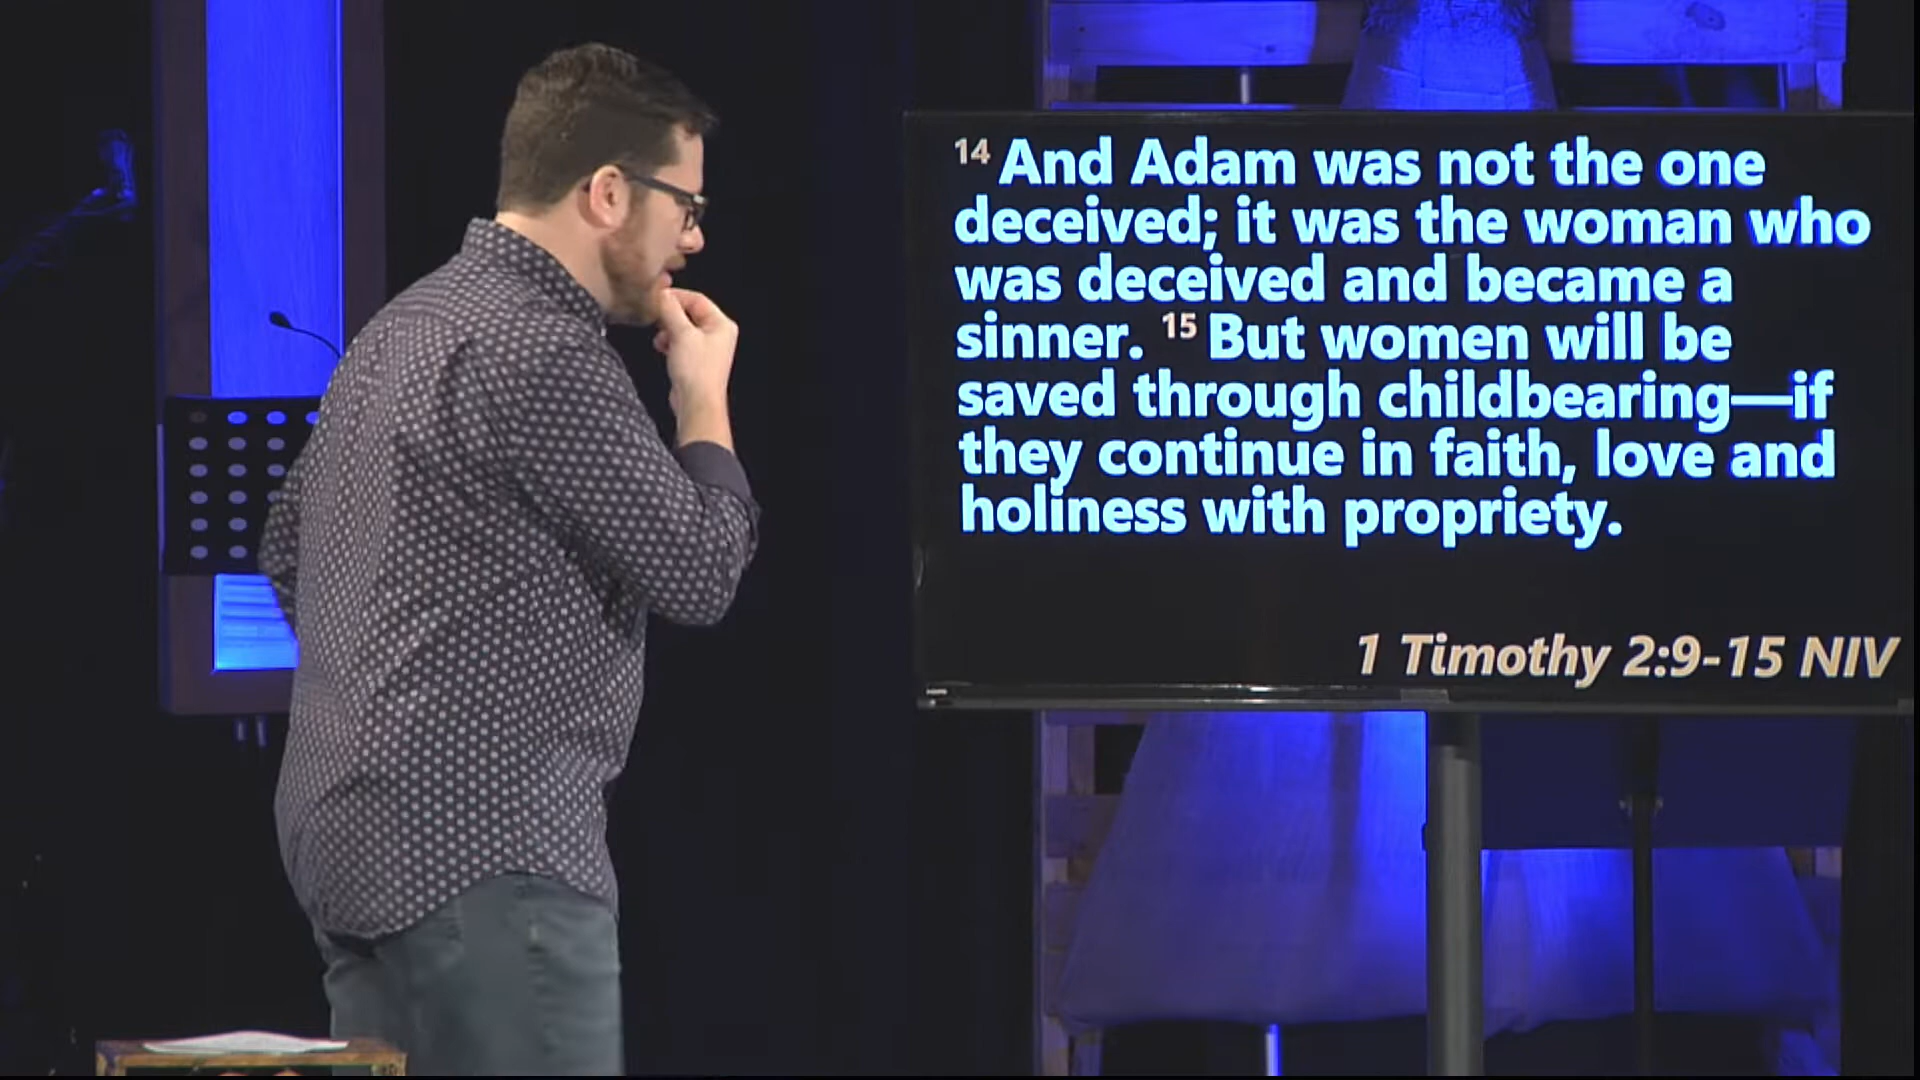 14 And Adam was not the one
deceived; it was the woman who
was deceived and became a
sinner. 15 But women will be
saved through childbearing—if
they continue in faith, love and
holiness with propriety.
1 Timothy 2:9-15 NIV